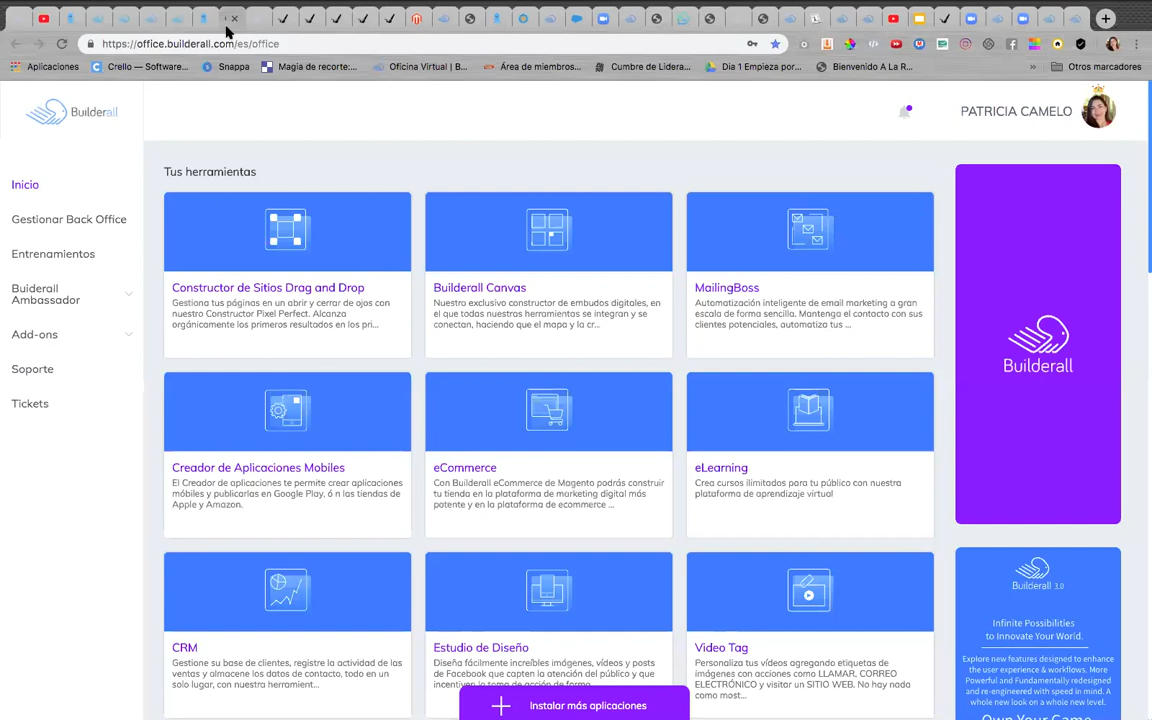 https://office.builderall.com/es/office
Aplicaciones
Crello — Software...
Snappa
Magia de recorte:...
Oficina Virtual | B...
Área de miembros...
Cumbre de Lidera...
Dia 1 Empieza por...
Bienvenido A La R...
»
Otros marcadores
Builderall
PATRICIA CAMELO
Inicio
Gestionar Back Office
Entrenamientos
Buiderall
Ambassador
Add-ons
Soporte
Tickets
Tus herramientas
Constructor de Sitios Drag and Drop
Gestiona tus páginas en un abrir y cerrar de ojos con
nuestro Constructor Pixel Perfect. Alcanza
orgánicamente los primeros resultados en los pri...
Builderall Canvas
Nuestro exclusivo constructor de embudos digitales, en
el que todas nuestras herramientas se integran y se
conectan, haciendo que el mapa y la cr...
MailingBoss
Automatización inteligente de email marketing a gran
escala de forma sencilla. Mantenga el contacto con sus
clientes potenciales, automatiza tus ...
Creador de Aplicaciones Mobiles
El Creador de aplicaciones te permite crear aplicaciones
móbiles y publicarlas en Google Play, ó n las tiendas de
Apple y Amazon.
eCommerce
Con Builderall eCommerce de Magento podrás construir
tu tienda en la plataforma de marketing digital más
potente y en la plataforma de ecommerce ...
eLearning
Crea cursos ilimitados para tu público con nuestra
plataforma de aprendizaje virtual
CRM
Gestione su base de clientes, registre la actividad de las
ventas y almacene los datos de contacto, todo en un
solo lugar, con nuestra herramient...
Estudio de Diseño
Diseña fácilmente increíbles imágenes, vídeos y posts
de Facebook que capten la atención del público y que
incentiven la toma de acción de forma...
Video Tag
Personaliza tus vídeos agregando etiquetas de
imágenes con acciones como LLAMAR, CORREO
ELECTRÓNICO y visitar un SITIO WEB. No hay nada
como most...
Instalar más aplicaciones
Builderall
Builderall 3.0
Infinite Possibilities
to Innovate Your World.
Explore new features designed to enhance
the user experience & workflows. More
Powerful and Fundamentally redesigned
and re-engineered with speed in mind. A
whole new look on a whole new level.
Own Your Game